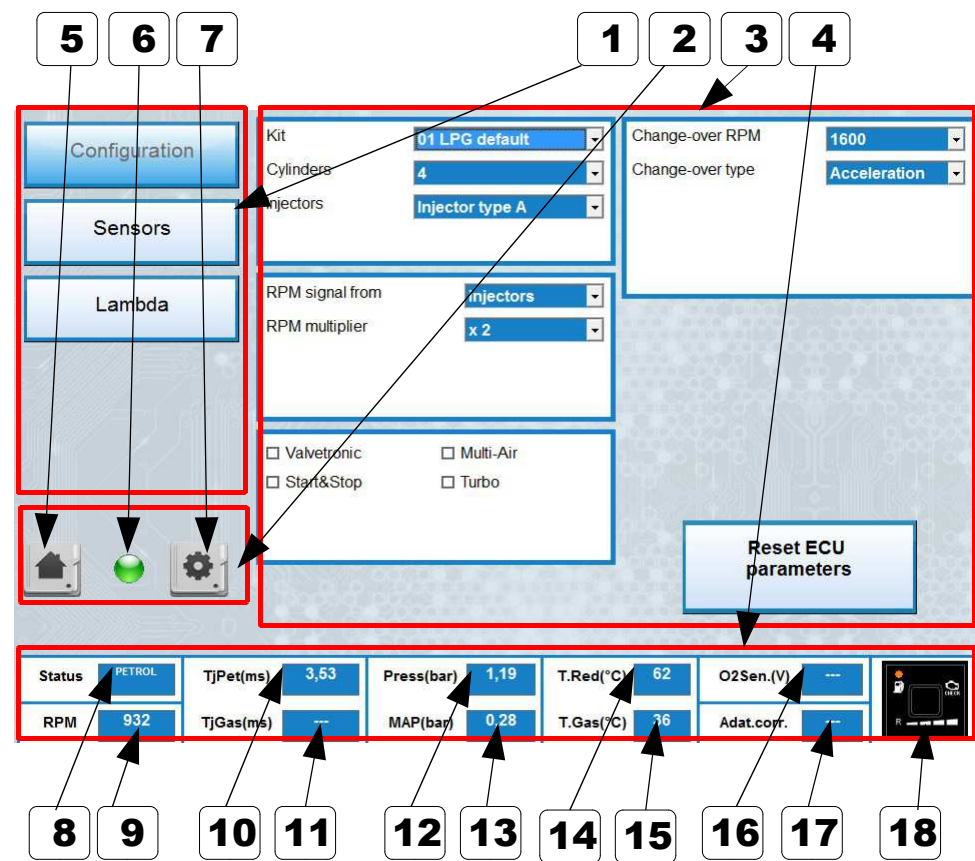 5 6 7 1 2 3 4
Configuration
Sensors
Lambda
Kit 01 LPG default
Cylinders 4
Injectors Injector type A
Change-over RPM 1600
Change-over type Acceleration
RPM signal from injectors
RPM multiplier x 2
Valvetronic Multi-Air
Start&Stop Turbo
Reset ECU
parameters
Status PETROL TjPet(ms) 3,53 Press(bar) 1,19 T.Red(°C) 62 O2Sen.(V) ---
RPM 932 TjGas(ms) --- MAP(bar) 0,28 T.Gas(°C) 36 Adat.corr. ---
CHECK
R
8 9 10 11 12 13 14 15 16 17 18